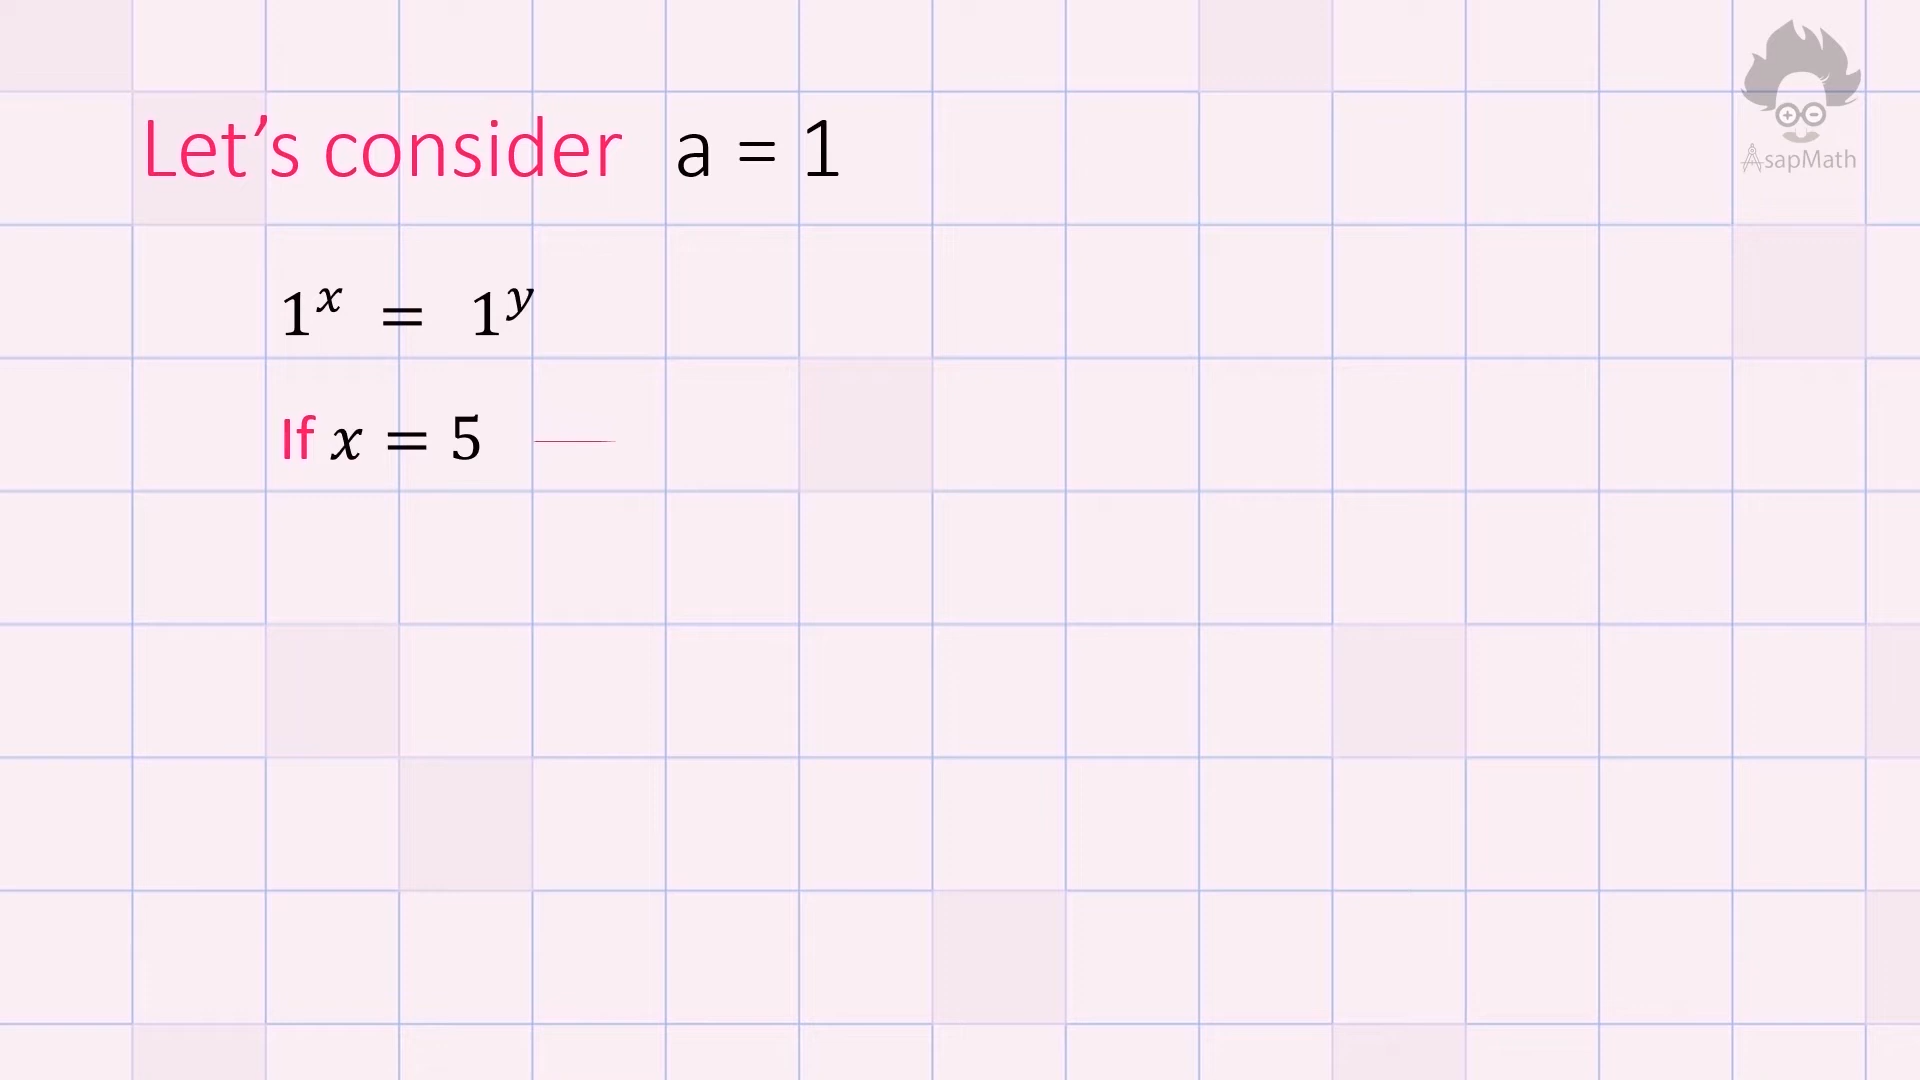 Let's consider a = 1
AsapMath
1^x = 1^y
If x = 5